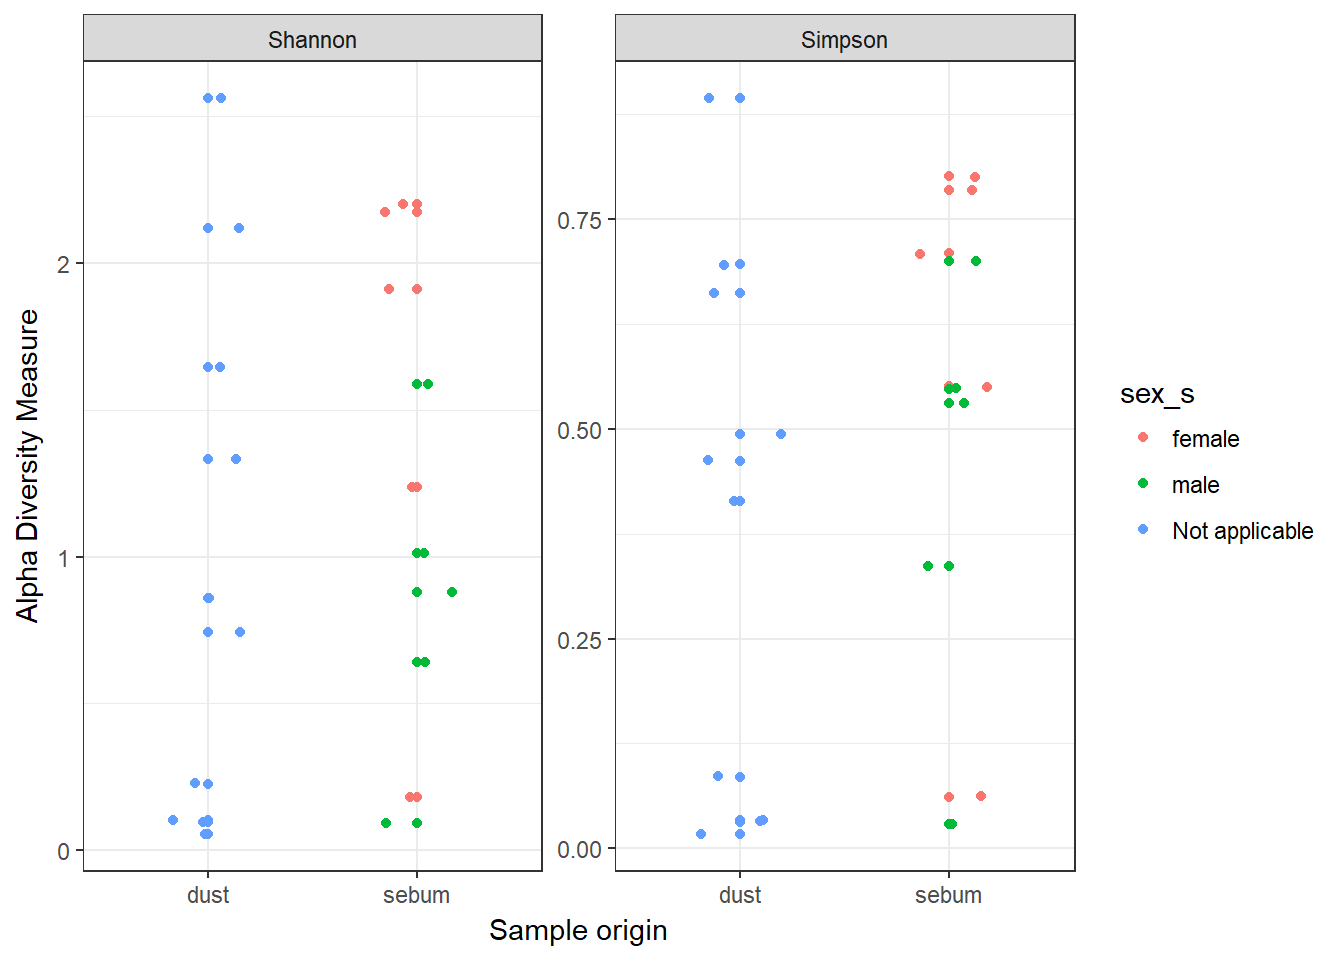 Shannon
Simpson
Alpha Diversity Measure
2
1
0
0.75
0.50
0.25
0.00
dust
sebum
dust
sebum
Sample origin
sex_s
female
male
Not applicable